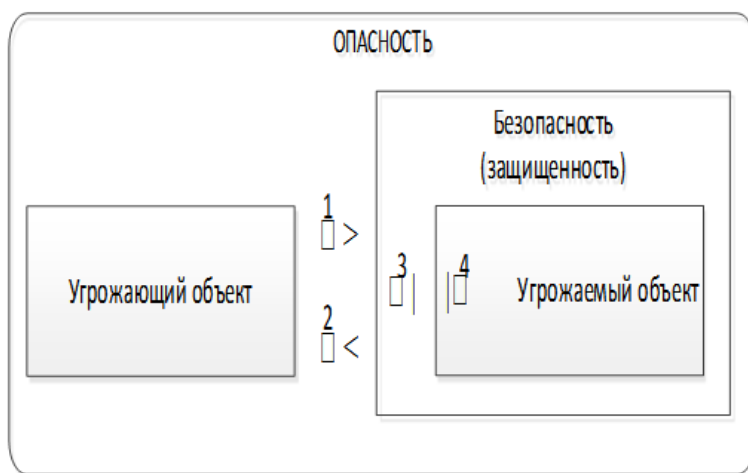 ОПАСНОСТЬ
Безопасность
(защищенность)
Угрожающий объект
1
□ >
2
□ <
3
□ |
4
| □
Угрожаемый объект